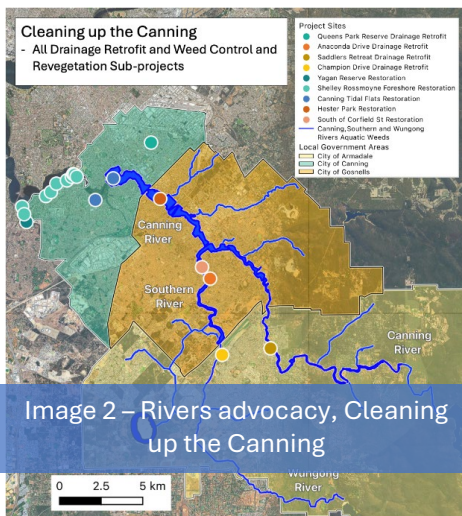 Cleaning up the Canning
- All Drainage Retrofit and Weed Control and
Revegetation Sub-projects
Project Sites
Queens Park Reserve Drainage Retrofit
Anaconda Drive Drainage Retrofit
Saddlers Retreat Drainage Retrofit
Champion Drive Drainage Retrofit
Yagan Reserve Restoration
Shelley Rossmoyne Foreshore Restoration
Canning Tidal Flats Restoration
Hester Park Restoration
South of Corfield St Restoration
Canning,Southern and Wungong
Rivers Aquatic Weeds
Local Government Areas
City of Armadale
City of Canning
City of Gosnells
Canning
River
Southern
River
Canning
River
Image 2 – Rivers advocacy, Cleaning
up the Canning
Wungong
River
0 2.5 5 km